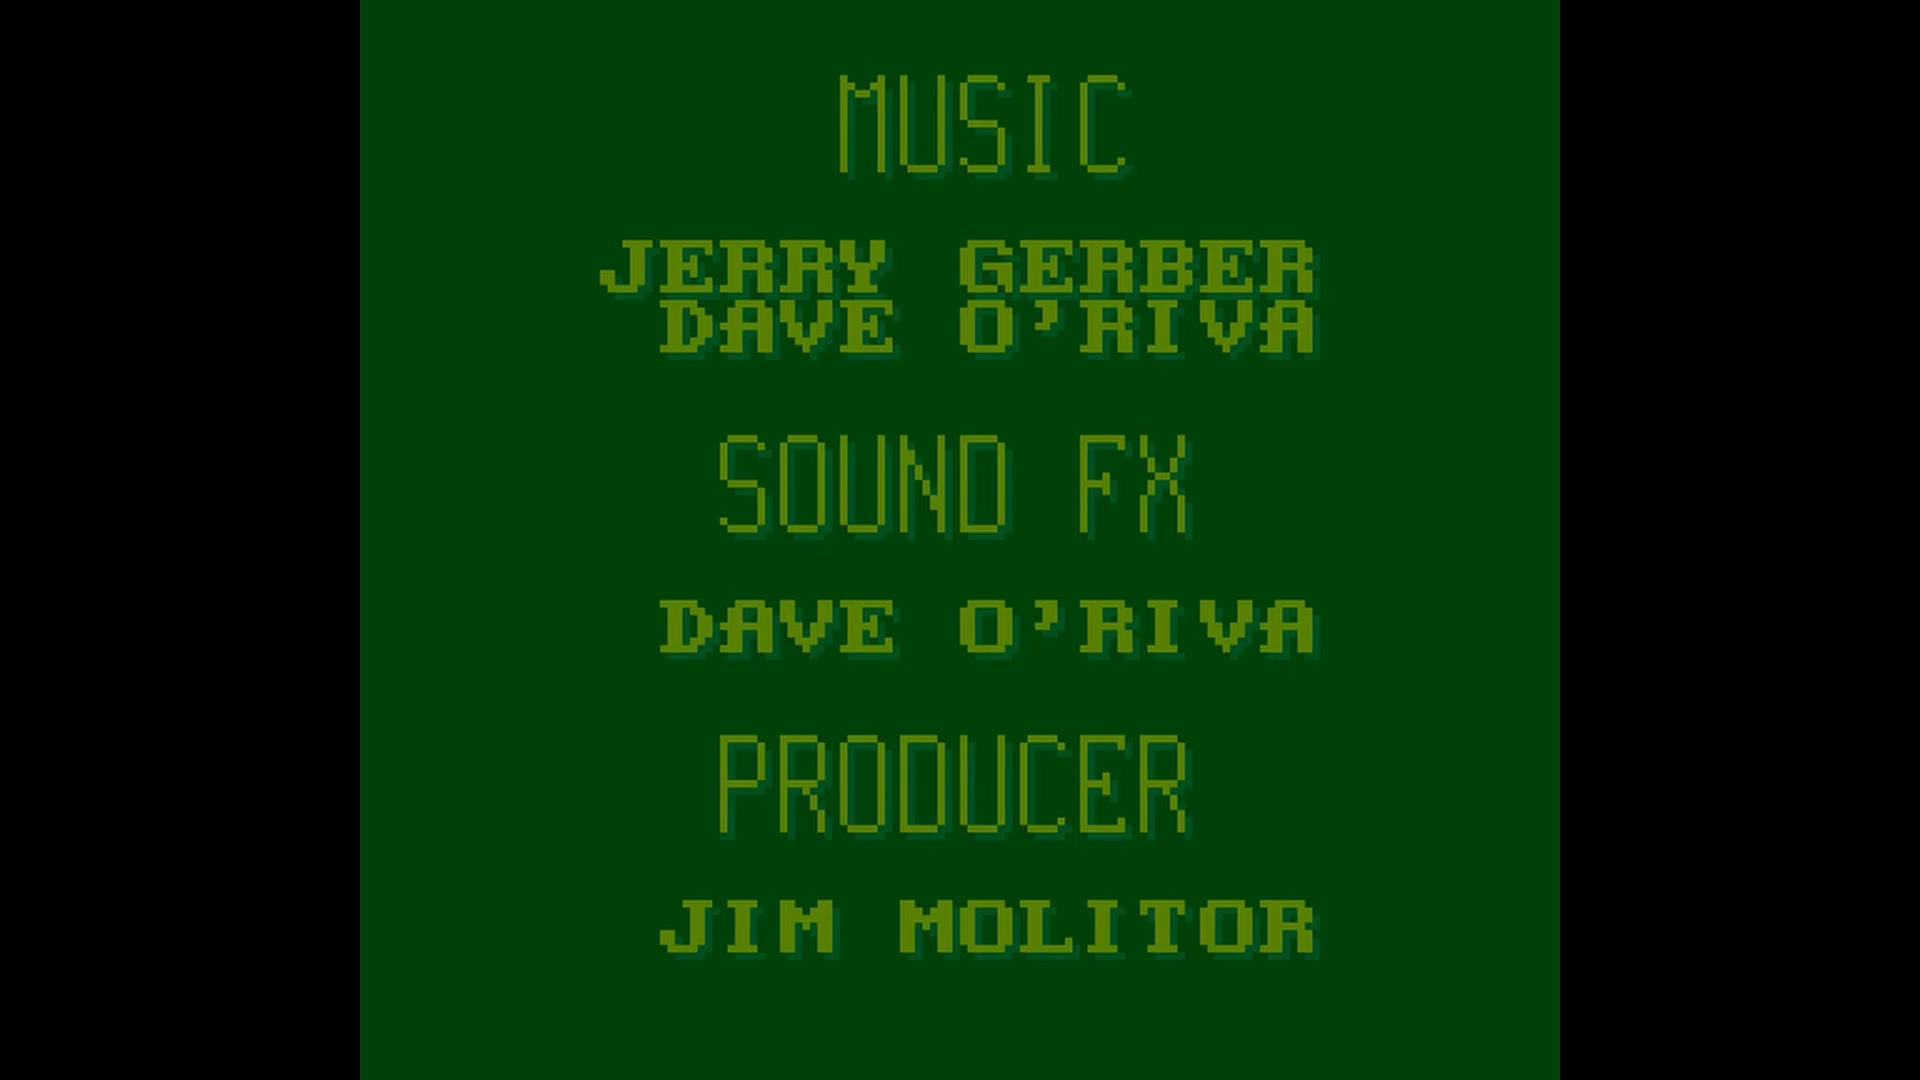 MUSIC
JERRY GERBER
DAVE O'RIVA
SOUND FX
DAVE O'RIVA
PRODUCER
JIM MOLITOR